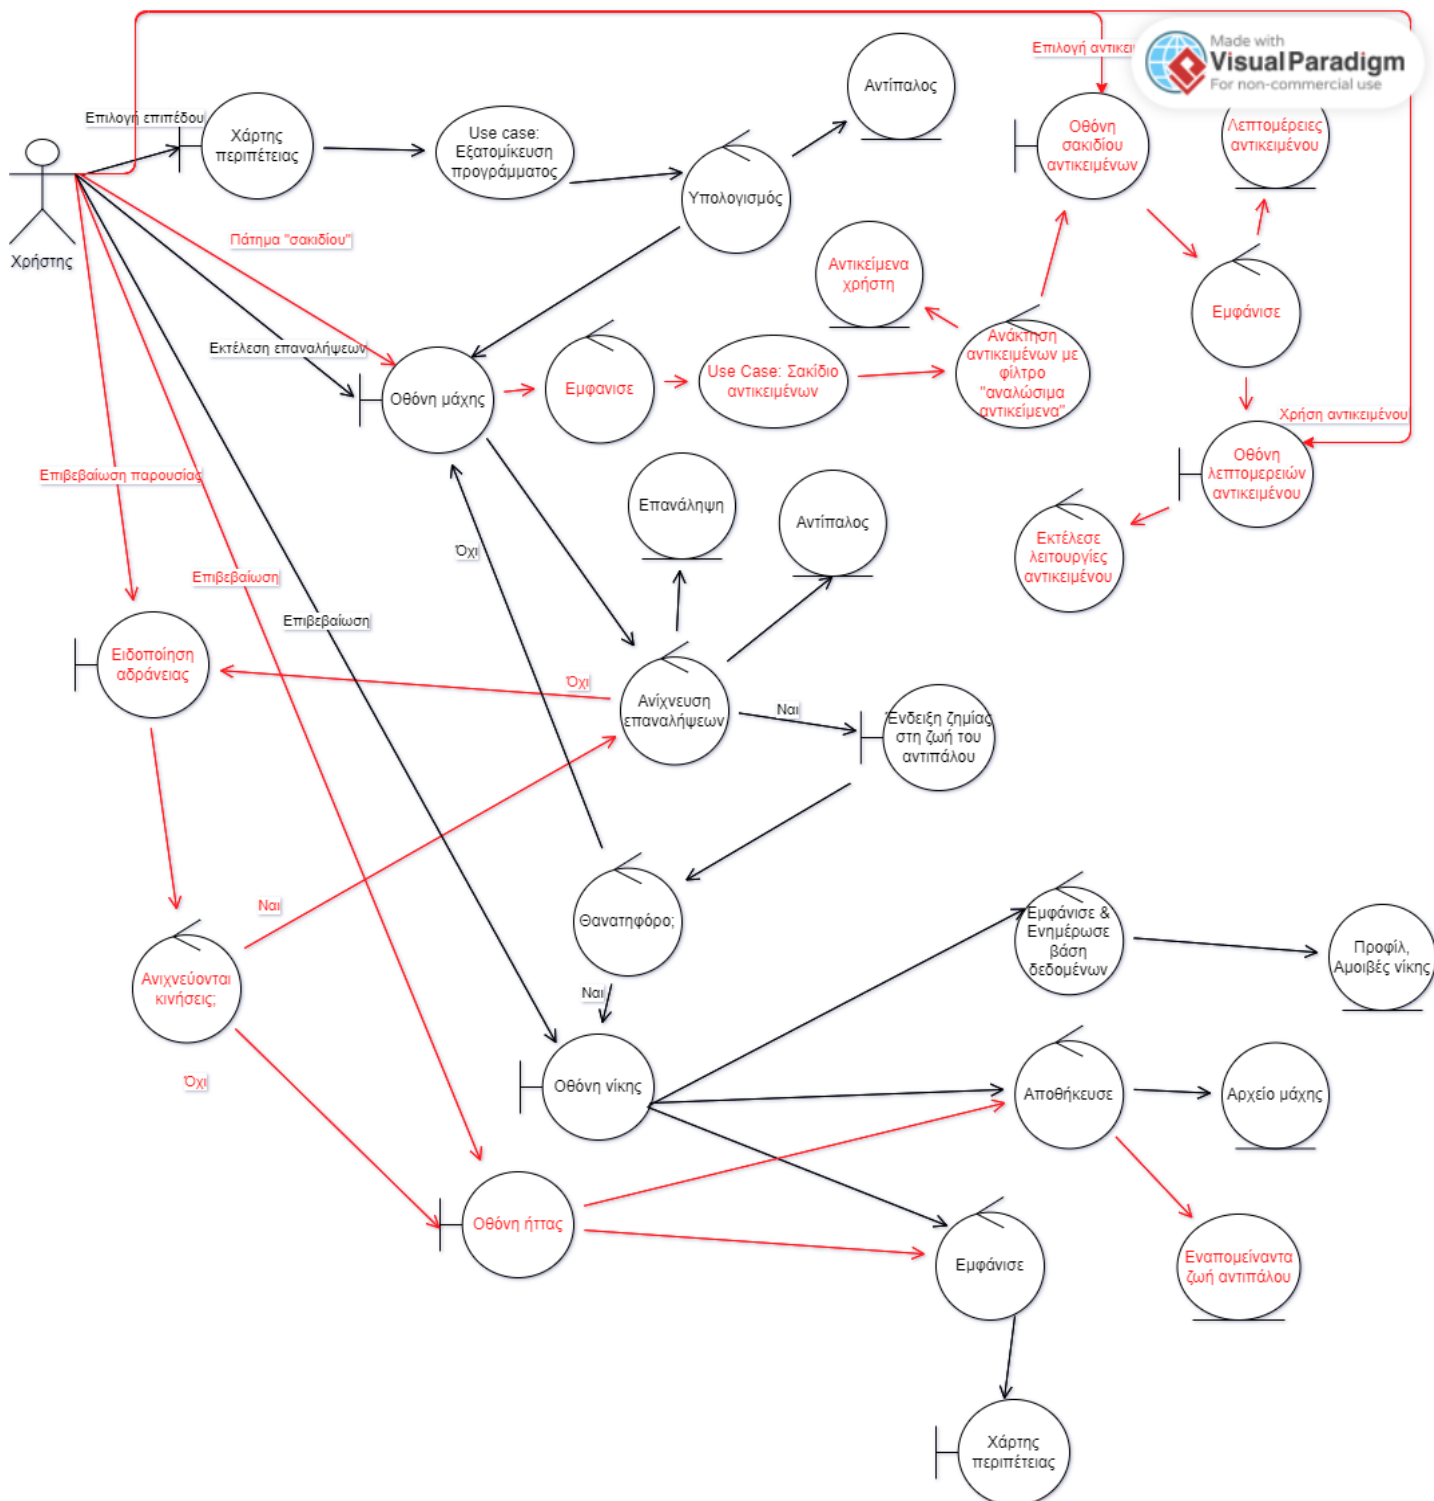 Επιλογή αντικει
Made with
VisualParadigm
For non-commercial use
Αντίπαλος
Επιλογή επιπέδου
Χάρτης
περιπέτειας
Use case:
Εξατομίκευση
προγράμματος
Οθόνη
σακιδίου
αντικειμένων
Λεπτομέρειες
αντικειμένου
Υπολογισμός
Χρήστης
Πάτημα "σακιδίου"
Αντικείμενα
χρήστη
Εμφάνισε
Εκτέλεση επαναλήψεων
Οθόνη μάχης
Εμφανισε
Use Case: Σακίδιο
αντικειμένων
Ανάκτηση
αντικειμένων με
φίλτρο
"αναλώσιμα
αντικείμενα"
Χρήση αντικειμένου
Οθόνη
λεπτομερειών
αντικειμένου
Επιβεβαίωση παρουσίας
Επανάληψη
Αντίπαλος
Όχι
Εκτέλεσε
λειτουργίες
αντικειμένου
Επιβεβαίωση
Επιβεβαίωση
Ειδοποίηση
αδράνειας
Όχι
Ανίχνευση
επαναλήψεων
Ναι
Ένδειξη ζημίας
στη ζωή του
αντιπάλου
Ναι
Θανατηφόρο;
Εμφάνισε &
Ενημέρωσε
βάση
δεδομένων
Προφίλ,
Αμοιβές νίκης
Ανιχνεύονται
κινήσεις;
Ναι
Όχι
Οθόνη νίκης
Αποθήκευσε
Αρχείο μάχης
Οθόνη ήττας
Εμφάνισε
Εναπομείναντα
ζωή αντιπάλου
Χάρτης
περιπέτειας